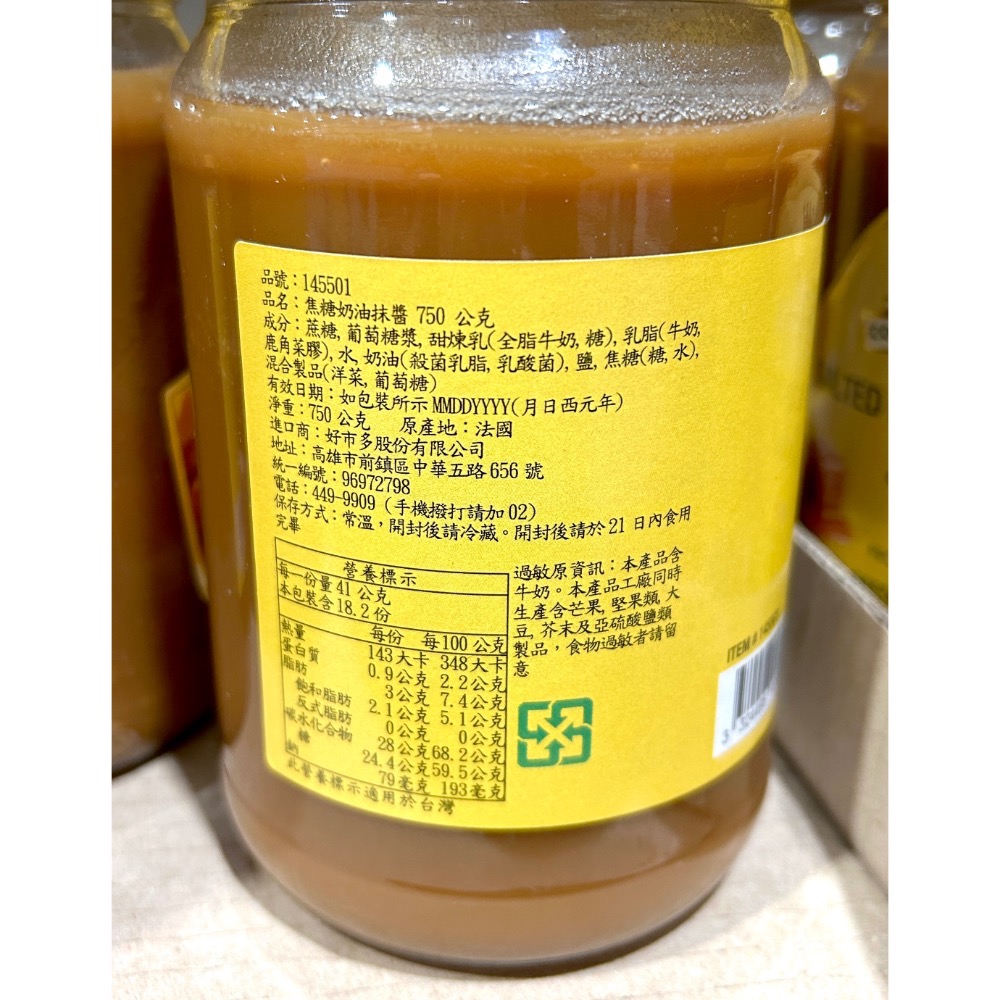 品號：145501
品名：焦糖奶油抹醬 750 公克
成分：蔗糖, 葡萄糖漿, 甜煉乳(全脂牛奶, 糖), 乳脂(牛奶,
鹿角菜膠), 水, 奶油(殺菌乳脂, 乳酸菌), 鹽, 焦糖(糖, 水),
混合製品(洋菜, 葡萄糖)
有效日期：如包裝所示 MMDDYYYY(月日西元年)
淨重：750 公克 原產地：法國
進口商：好市多股份有限公司
地址：高雄市前鎮區中華五路 656 號
統一編號：96972798
電話：449-9909（手機撥打請加 02）
保存方式：常溫，開封後請冷藏。開封後請於 21 日內食用
完畢
營養標示
每一份量 41 公克
本包裝含 18.2 份
每份 每 100 公克
熱量 143 大卡 348 大卡
蛋白質 0.9 公克 2.2 公克
脂肪 3 公克 7.4 公克
飽和脂肪 2.1 公克 5.1 公克
反式脂肪 0 公克 0 公克
碳水化合物 28 公克 68.2 公克
糖 24.4 公克 59.5 公克
鈉 79 毫克 193 毫克
此營養標示適用於台灣
過敏原資訊：本產品含
牛奶。本產品工廠同時
生產含芒果, 堅果類, 大
豆, 芥末及亞硫酸鹽類
製品，食物過敏者請留
意
ITEM #